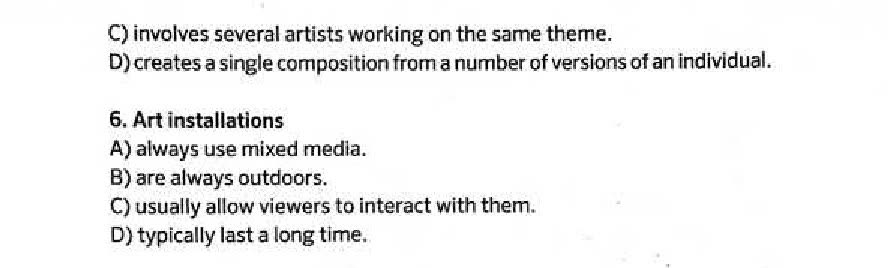 C) involves several artists working on the same theme.
D) creates a single composition from a number of versions of an individual.
6. Art installations
A) always use mixed media.
B) are always outdoors.
C) usually allow viewers to interact with them.
D) typically last a long time.